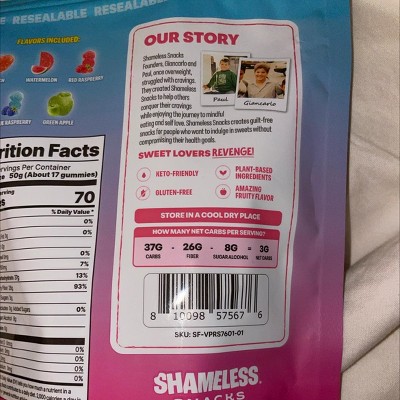 RE RESEALABLE RESEALABL
FLAVORS INCLUDED:
WATERMELON
RED RASPBERRY
RASPBERRY
GREEN APPLE
rition Facts
ervings Per Container
50g (About 17 gummies)
erving
70
% Daily Value*
0%
0%
0%
7%
13%
93%
0%
0%
0%
0%
0%
OUR STORY
Shameless Snacks
Founders, Giancarlo and
Paul, once overweight,
struggled with cravings.
They created Shameless
Snacks to help others
conquer their cravings
while enjoying the journey to mindful
eating and self love. Shameless Snacks creates guilt-free
snacks for people who want to indulge in sweets without
compromising their health goals.
Paul
Giancarlo
SWEET LOVERS REVENGE!
KETO-FRIENDLY
PLANT-BASED
INGREDIENTS
GLUTEN-FREE
AMAZING
FRUITY FLAVOR
STORE IN A COOL DRY PLACE
HOW MANY NET CARBS PER SERVING?
37G - 26G - 8G = 3G
CARBS FIBER SUGAR ALCOHOL NET CARBS
8 10098 57567 6
SKU: SF-VPRS7601-01
SHAMELESS
SNACKS